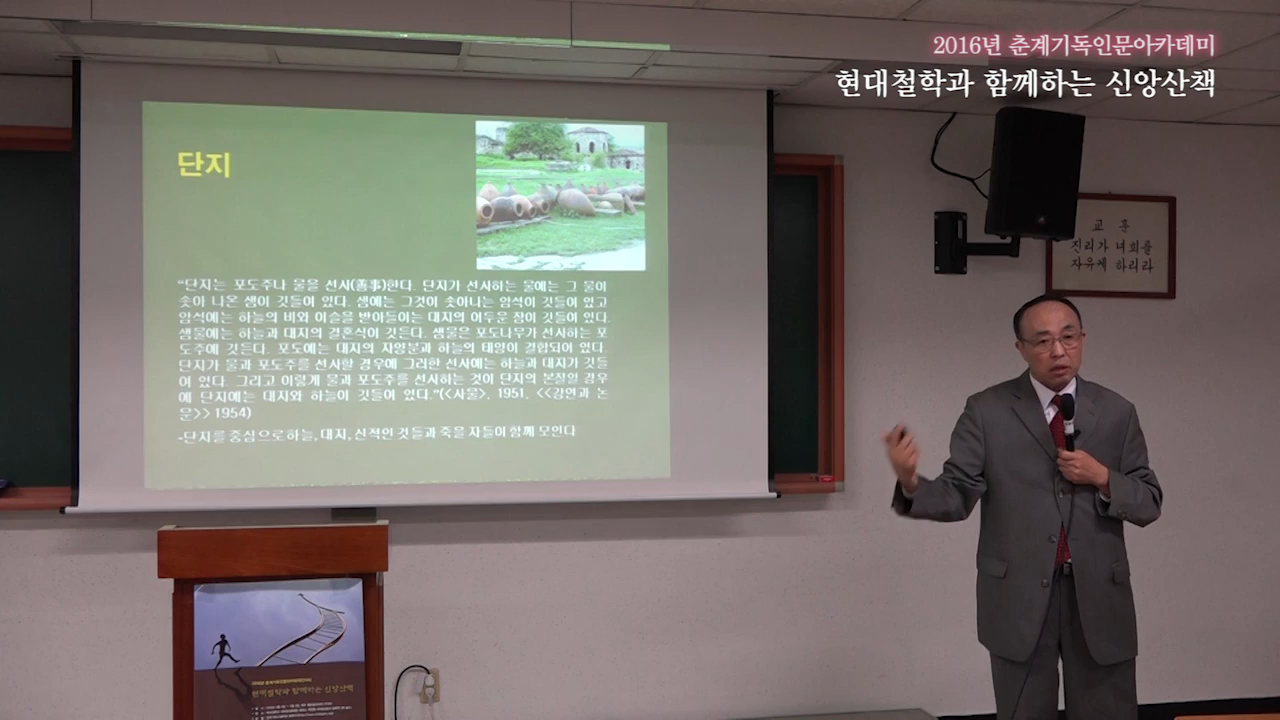 2016년 춘계기독인문아카데미
현대철학과 함께하는 신앙산책
단지
“단지는 포도주나 물을 선사(善事)한다. 단지가 선사하는 물에는 그 물이
솟아 나온 샘이 깃들어 있다. 샘에는 그것이 솟아나는 암석이 깃들어 있고
암석에는 하늘의 비와 이슬을 받아들이는 대지의 어두운 잠이 깃들어 있다.
샘물에는 하늘과 대지의 결혼식이 깃든다. 샘물은 포도나무가 선사하는 포
도주에 깃든다. 포도에는 대지의 자양분과 하늘의 태양이 결합되어 있다.
단지가 물과 포도주를 선사할 경우에 그러한 선사에는 하늘과 대지가 깃들
어 있다. 그리고 이렇게 물과 포도주를 선사하는 것이 단지의 본질일 경우
에 단지에는 대지와 하늘이 깃들어 있다.”(<사물>, 1951, <<강연과 논
문>> 1954)
-단지를 중심으로 하늘, 대지, 신적인 것들과 죽을 자들이 함께 모인다
교 훈
진리가 너희를
자유케 하리라
현대철학과 함께하는 신앙산책